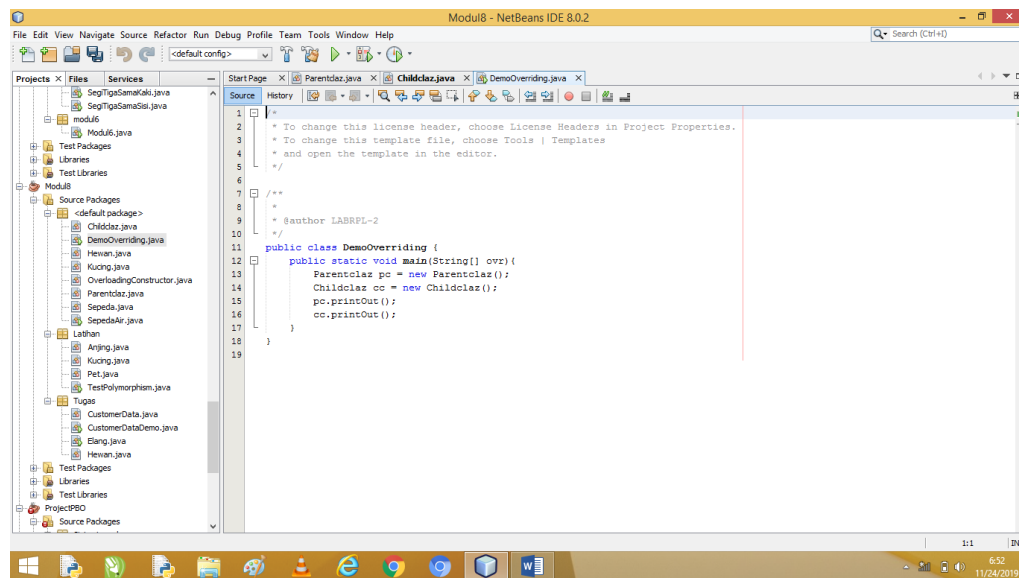 Modul8 - NetBeans IDE 8.0.2
File Edit View Navigate Source Refactor Run Debug Profile Team Tools Window Help
Search (Ctrl+I)
<default config>
Projects Files Services
Start Page Parentclaz.java Childclaz.java DemoOverriding.java
Source History
SegiTigaSamaKaki.java
SegiTigaSamaSisi.java
modul6
Modul6.java
Test Packages
Libraries
Test Libraries
Modul8
Source Packages
<default package>
Childclaz.java
DemoOverriding.java
Hewan.java
Kucing.java
OverloadingConstructor.java
Parentclaz.java
Sepeda.java
SepedaAir.java
Latihan
Anjing.java
Kucing.java
Pet.java
TestPolymorphism.java
Tugas
CustomerData.java
CustomerDataDemo.java
Elang.java
Hewan.java
Test Packages
Libraries
Test Libraries
ProjectPBO
Source Packages
1 /*
2 * To change this license header, choose License Headers in Project Properties.
3 * To change this template file, choose Tools | Templates
4 * and open the template in the editor.
5 */
6
7 /**
8 *
9 * @author LABRPL-2
10 */
11 public class DemoOverriding {
12 public static void main(String[] ovr){
13 Parentclaz pc = new Parentclaz();
14 Childclaz cc = new Childclaz();
15 pc.printOut();
16 cc.printOut();
17 }
18 }
19
1:1 IN
6:52
11/24/2019